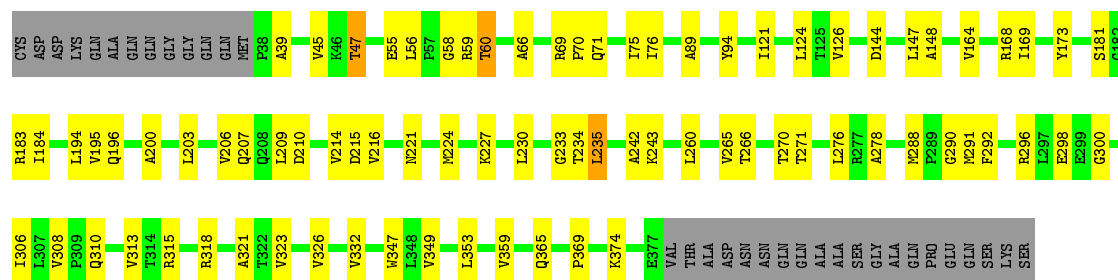 CYS ASP ASP LYS GLN ALA GLN GLN GLY GLY GLN GLN MET P38 A39 V45 K46 T47 E55 L56 P57 G58 R59 T60 A66 R69 P70 Q71 I75 I76 A89 Y94 I121 L124 T125 V126 D144 L147 A148 V164 R168 I169 Y173 S181
R183 I184 L194 V195 Q196 A200 L203 V206 Q207 Q208 L209 D210 V214 D215 V216 N221 M224 K227 L230 G233 T234 L235 A242 K243 L260 V265 T266 T270 T271 L276 R277 A278 M288 P289 G290 M291 F292 R296 L297 E298 E299 G300
I306 L307 V308 P309 Q310 V313 T314 R315 R318 A321 T322 V323 V326 V332 W347 L348 V349 L353 V359 Q365 P369 K374 E377 VAL THR ALA ASP ASN ASN GLN GLN ALA ALA SER GLY ALA GLN PRO GLU GLN SER LYS SER